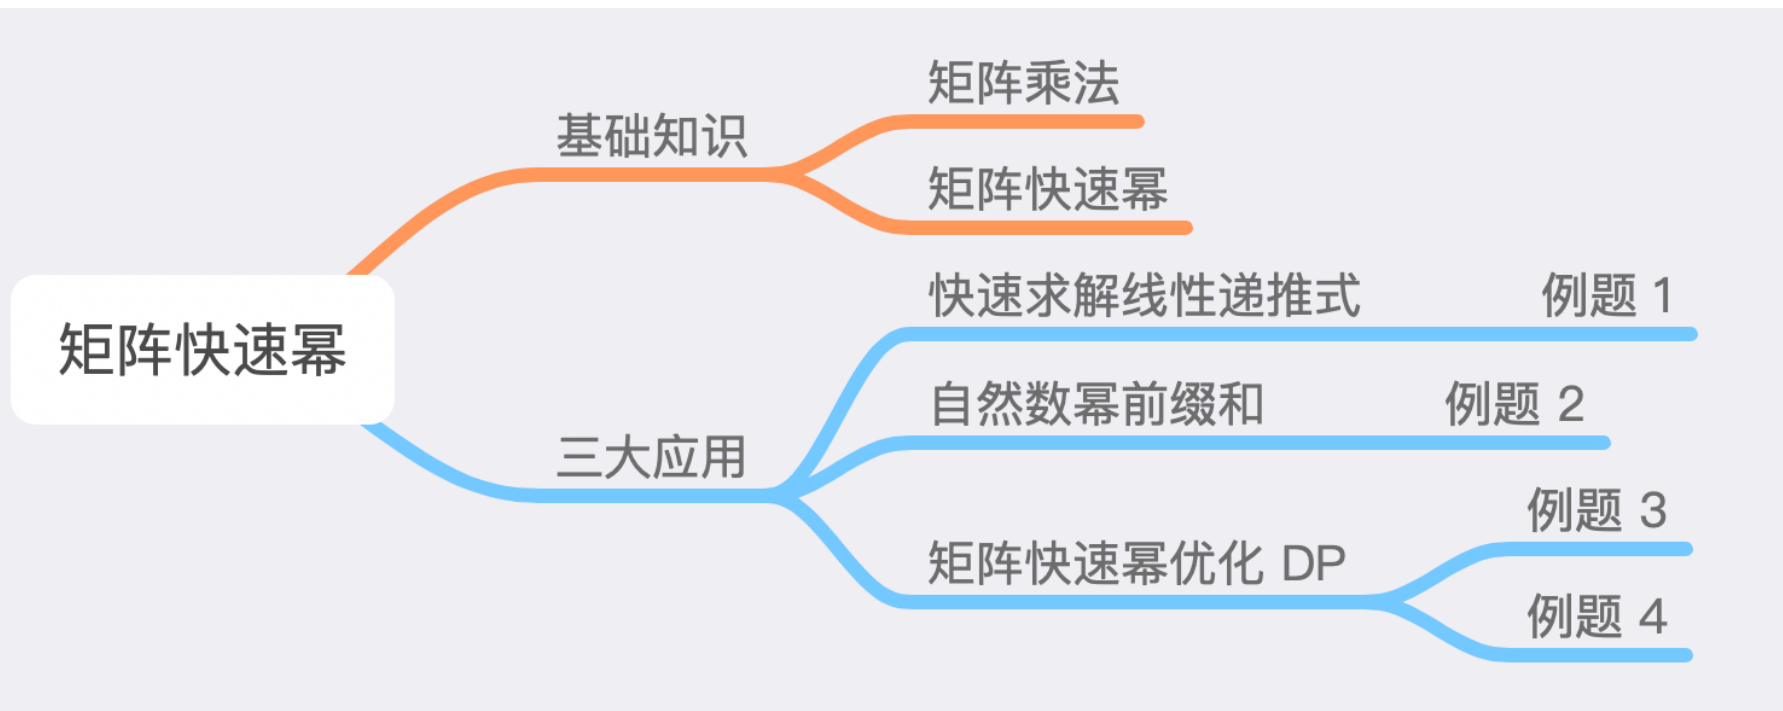 矩阵快速幂
基础知识
矩阵乘法
矩阵快速幂
三大应用
快速求解线性递推式 例题 1
自然数幂前缀和 例题 2
矩阵快速幂优化 DP
例题 3
例题 4